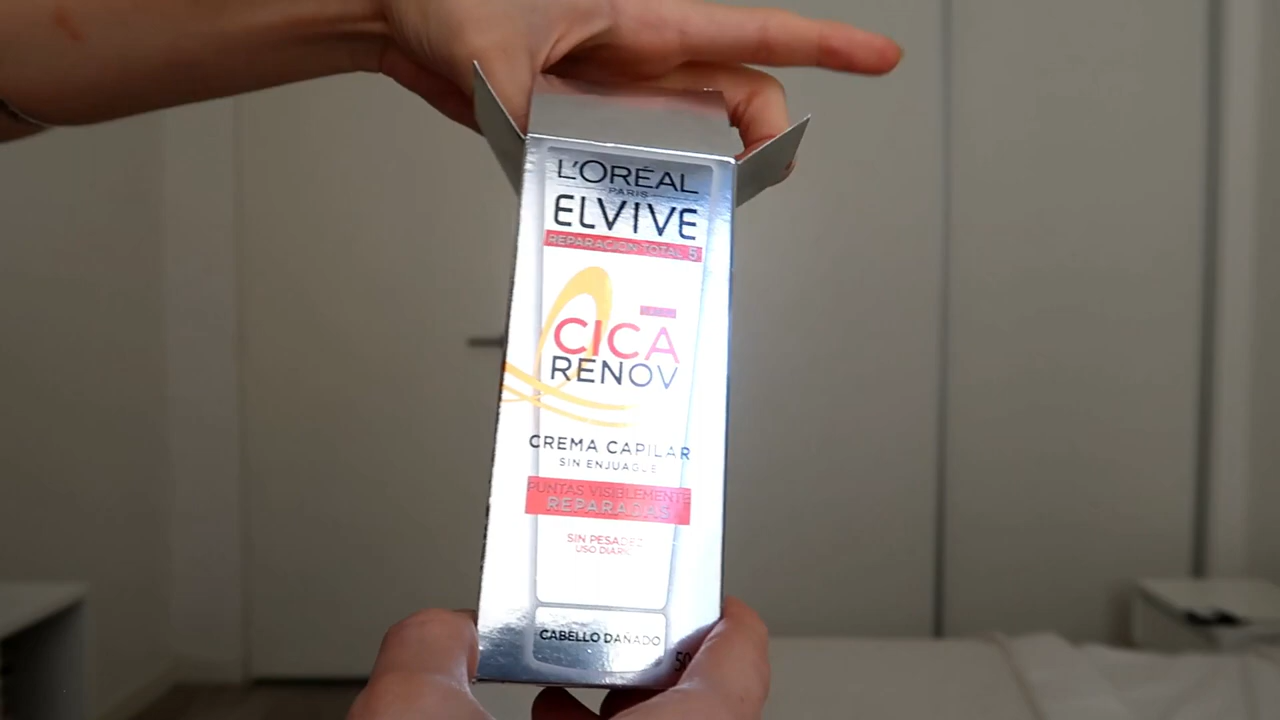 L'ORÉAL
PARIS
ELVIVE
REPARACIÓN TOTAL 5
CICA
RENOV
CREMA CAPILAR
SIN ENJUAGUE
PUNTAS VISIBLEMENTE
REPARADAS
SIN PESADEZ
USO DIARIO
CABELLO DAÑADO
50